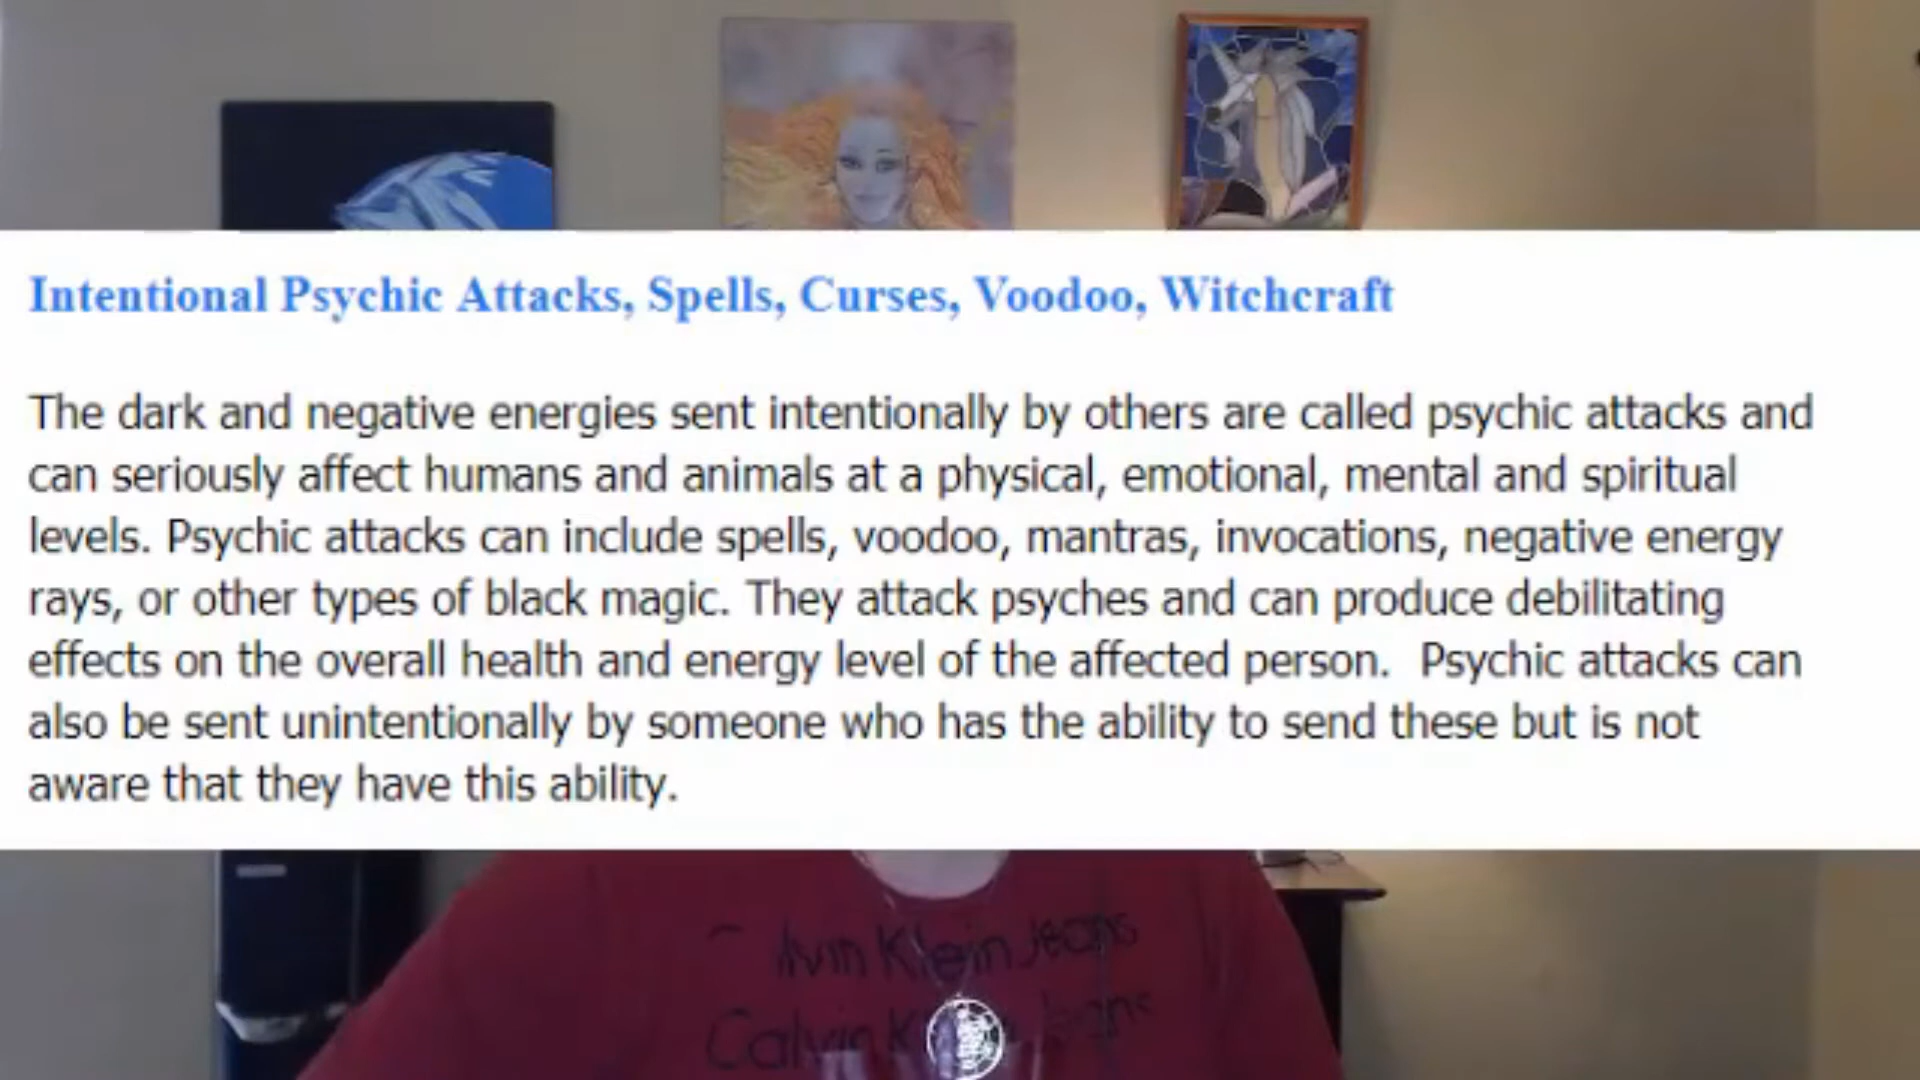 Intentional Psychic Attacks, Spells, Curses, Voodoo, Witchcraft
The dark and negative energies sent intentionally by others are called psychic attacks and
can seriously affect humans and animals at a physical, emotional, mental and spiritual
levels. Psychic attacks can include spells, voodoo, mantras, invocations, negative energy
rays, or other types of black magic. They attack psyches and can produce debilitating
effects on the overall health and energy level of the affected person.  Psychic attacks can
also be sent unintentionally by someone who has the ability to send these but is not
aware that they have this ability.
Klein Jeans
Calvin